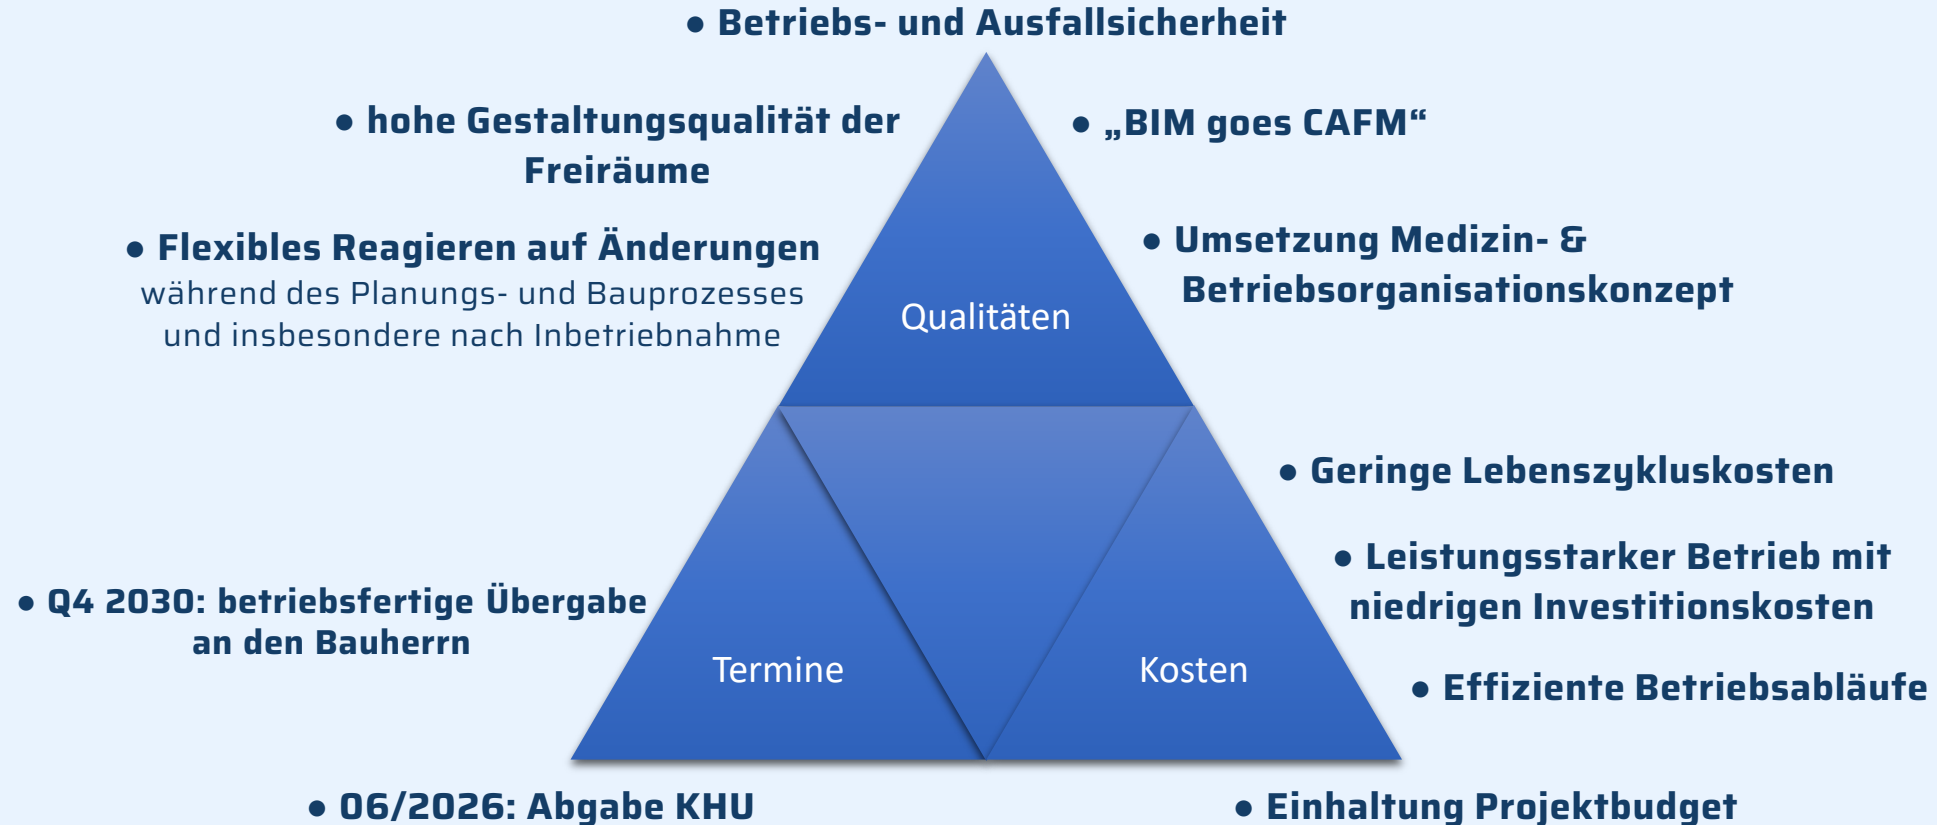 ● Betriebs- und Ausfallsicherheit
● hohe Gestaltungsqualität der
Freiräume
● „BIM goes CAFM“
● Flexibles Reagieren auf Änderungen
während des Planungs- und Bauprozesses
und insbesondere nach Inbetriebnahme
● Umsetzung Medizin- &
Betriebsorganisationskonzept
Qualitäten
● Geringe Lebenszykluskosten
● Leistungsstarker Betrieb mit
niedrigen Investitionskosten
● Q4 2030: betriebsfertige Übergabe
an den Bauherrn
Termine
Kosten
● Effiziente Betriebsabläufe
● 06/2026: Abgabe KHU
● Einhaltung Projektbudget